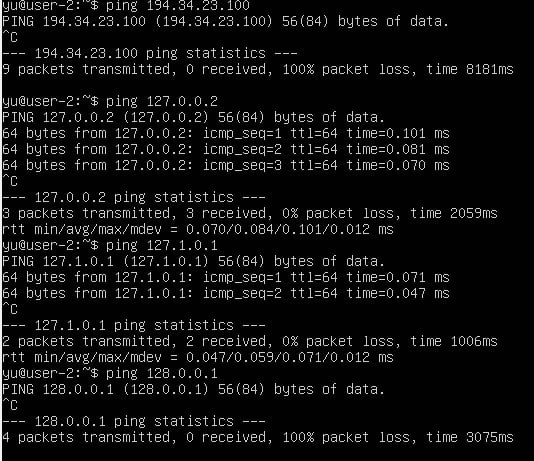 yu@user-2:~$ ping 194.34.23.100
PING 194.34.23.100 (194.34.23.100) 56(84) bytes of data.
^C
--- 194.34.23.100 ping statistics ---
9 packets transmitted, 0 received, 100% packet loss, time 8181ms

yu@user-2:~$ ping 127.0.0.2
PING 127.0.0.2 (127.0.0.2) 56(84) bytes of data.
64 bytes from 127.0.0.2: icmp_seq=1 ttl=64 time=0.101 ms
64 bytes from 127.0.0.2: icmp_seq=2 ttl=64 time=0.081 ms
64 bytes from 127.0.0.2: icmp_seq=3 ttl=64 time=0.070 ms
^C
--- 127.0.0.2 ping statistics ---
3 packets transmitted, 3 received, 0% packet loss, time 2059ms
rtt min/avg/max/mdev = 0.070/0.084/0.101/0.012 ms
yu@user-2:~$ ping 127.1.0.1
PING 127.1.0.1 (127.1.0.1) 56(84) bytes of data.
64 bytes from 127.1.0.1: icmp_seq=1 ttl=64 time=0.071 ms
64 bytes from 127.1.0.1: icmp_seq=2 ttl=64 time=0.047 ms
^C
--- 127.1.0.1 ping statistics ---
2 packets transmitted, 2 received, 0% packet loss, time 1006ms
rtt min/avg/max/mdev = 0.047/0.059/0.071/0.012 ms
yu@user-2:~$ ping 128.0.0.1
PING 128.0.0.1 (128.0.0.1) 56(84) bytes of data.
^C
--- 128.0.0.1 ping statistics ---
4 packets transmitted, 0 received, 100% packet loss, time 3075ms